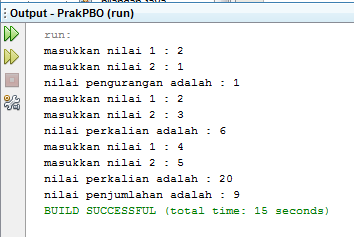 Output - PrakPBO (run)
run:
masukkan nilai 1 : 2
masukkan nilai 2 : 1
nilai pengurangan adalah : 1
masukkan nilai 1 : 2
masukkan nilai 2 : 3
nilai perkalian adalah : 6
masukkan nilai 1 : 4
masukkan nilai 2 : 5
nilai perkalian adalah : 20
nilai penjumlahan adalah : 9
BUILD SUCCESSFUL (total time: 15 seconds)